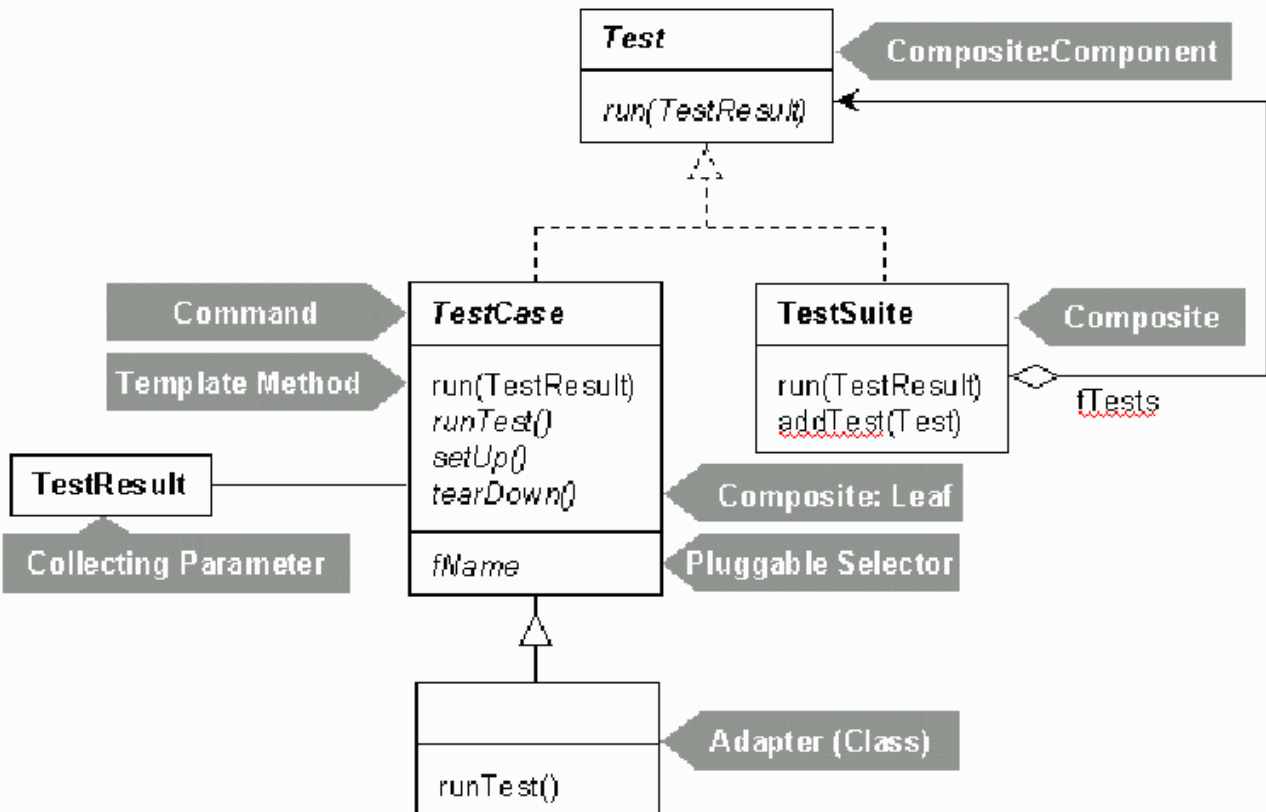 Test
Composite:Component
run(TestResult)
Command
TestCase
TestSuite
Composite
Template Method
run(TestResult)
runTest()
setUp()
tearDown()
run(TestResult)
addTest(Test)
fTests
TestResult
Composite: Leaf
Collecting Parameter
fName
Pluggable Selector
Adapter (Class)
runTest()